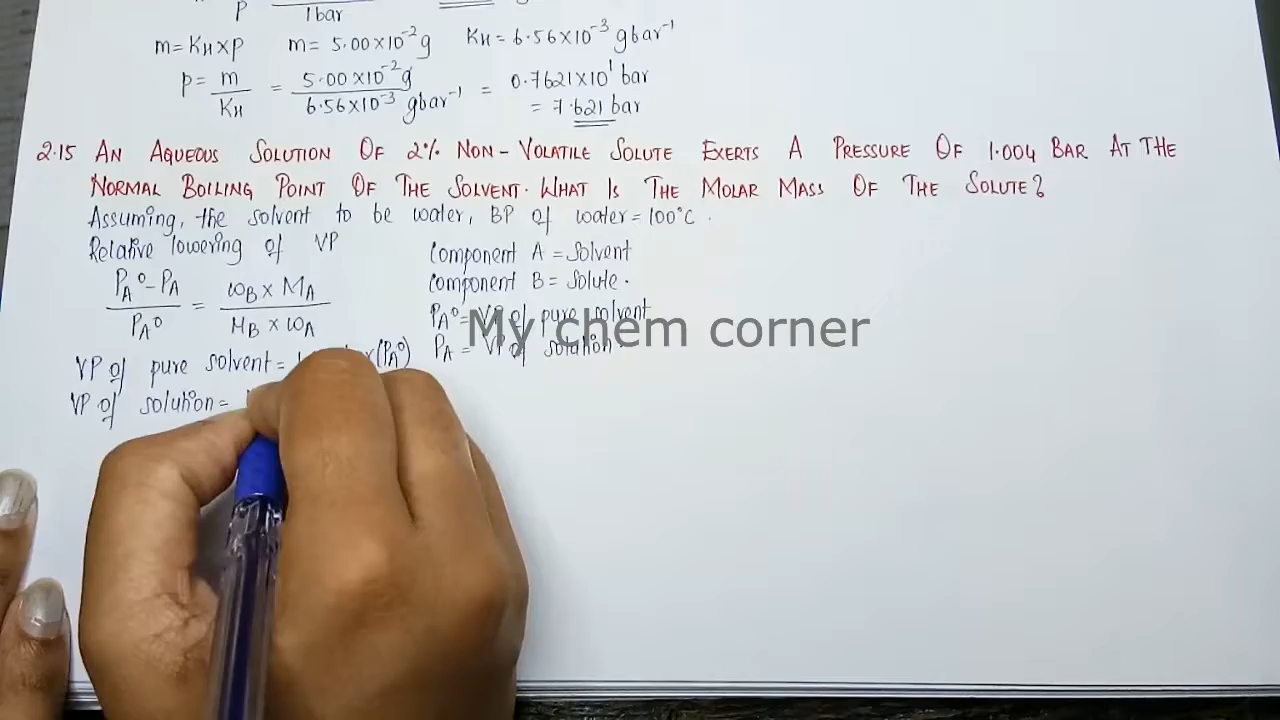 P
1 bar
m = KH × p m = 5.00×10⁻² g KH = 6.56×10⁻³ g bar⁻¹
p = m / KH = 5.00×10⁻² g / 6.56×10⁻³ g bar⁻¹ = 0.7621×10¹ bar
= 7.621 bar
2.15 AN AQUEOUS SOLUTION OF 2% NON-VOLATILE SOLUTE EXERTS A PRESSURE OF 1.004 BAR AT THE
NORMAL BOILING POINT OF THE SOLVENT. WHAT IS THE MOLAR MASS OF THE SOLUTE?
Assuming, the solvent to be water, BP of water = 100°C.
Relative lowering of VP
component A = Solvent
component B = Solute.
PA° - PA / PA° = ωB × MA / MB × ωA
PA° = VP of pure solvent
PA = VP of solution.
My chem corner
VP of pure solvent = (PA°)
VP of solution =